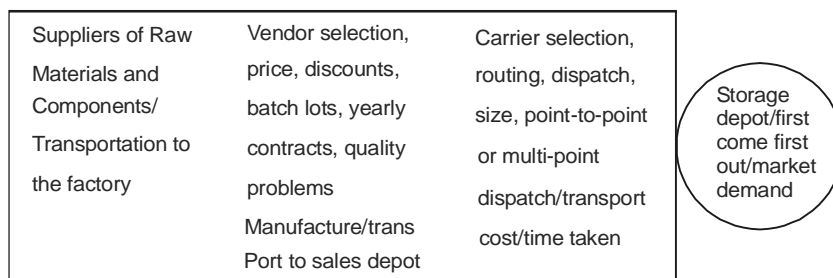 Suppliers of Raw
Materials and
Components/
Transportation to
the factory
Vendor selection,
price, discounts,
batch lots, yearly
contracts, quality
problems
Manufacture/trans
Port to sales depot
Carrier selection,
routing, dispatch,
size, point-to-point
or multi-point
dispatch/transport
cost/time taken
Storage
depot/first
come first
out/market
demand